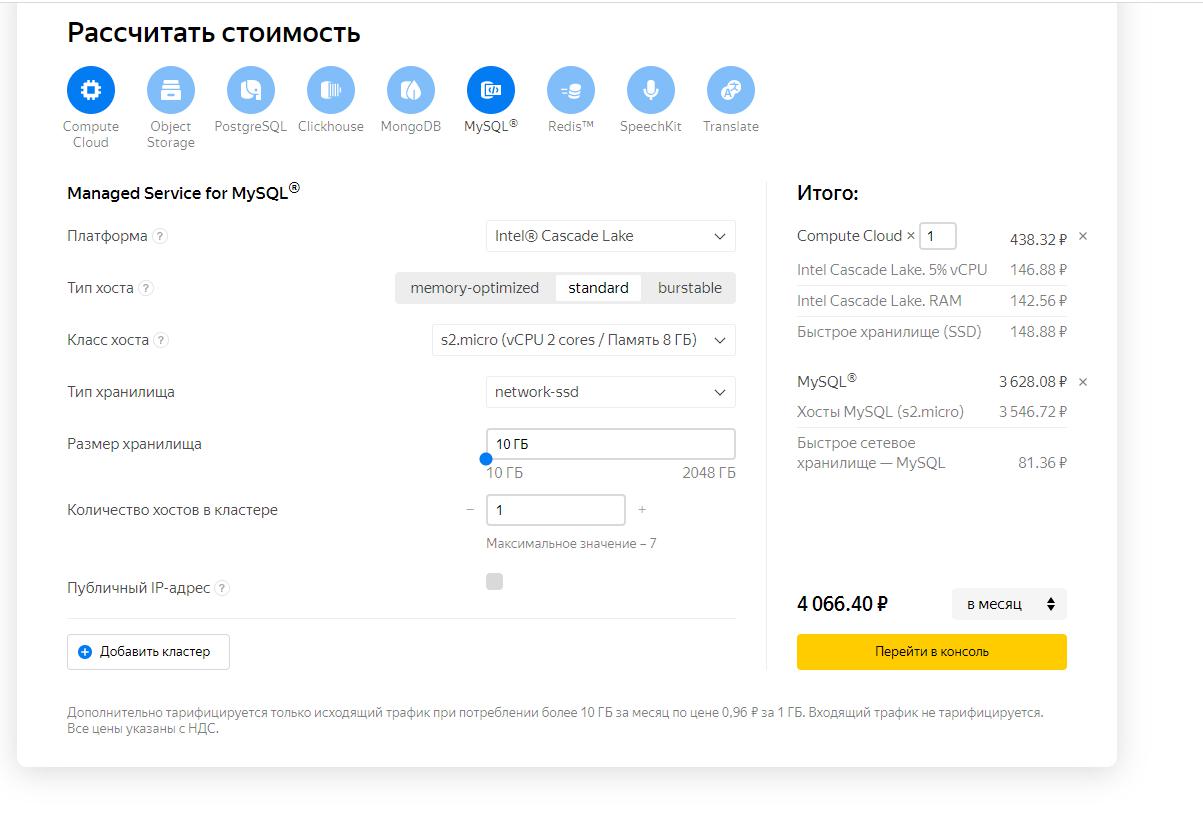 Рассчитать стоимость
Compute Cloud
Object Storage
PostgreSQL
Clickhouse
MongoDB
MySQL®
Redis™
SpeechKit
Translate
Managed Service for MySQL®
Платформа ?
Intel® Cascade Lake
Тип хоста ?
memory-optimized standard burstable
Класс хоста ?
s2.micro (vCPU 2 cores / Память 8 ГБ)
Тип хранилища
network-ssd
Размер хранилища
10 ГБ
10 ГБ 2048 ГБ
Количество хостов в кластере
− 1 +
Максимальное значение – 7
Публичный IP-адрес ?
Добавить кластер
Итого:
Compute Cloud × 1 438.32 ₽ ×
Intel Cascade Lake. 5% vCPU 146.88 ₽
Intel Cascade Lake. RAM 142.56 ₽
Быстрое хранилище (SSD) 148.88 ₽
MySQL® 3 628.08 ₽ ×
Хосты MySQL (s2.micro) 3 546.72 ₽
Быстрое сетевое
хранилище — MySQL 81.36 ₽
4 066.40 ₽ в месяц
Перейти в консоль
Дополнительно тарифицируется только исходящий трафик при потреблении более 10 ГБ за месяц по цене 0,96 ₽ за 1 ГБ. Входящий трафик не тарифицируется.
Все цены указаны с НДС.